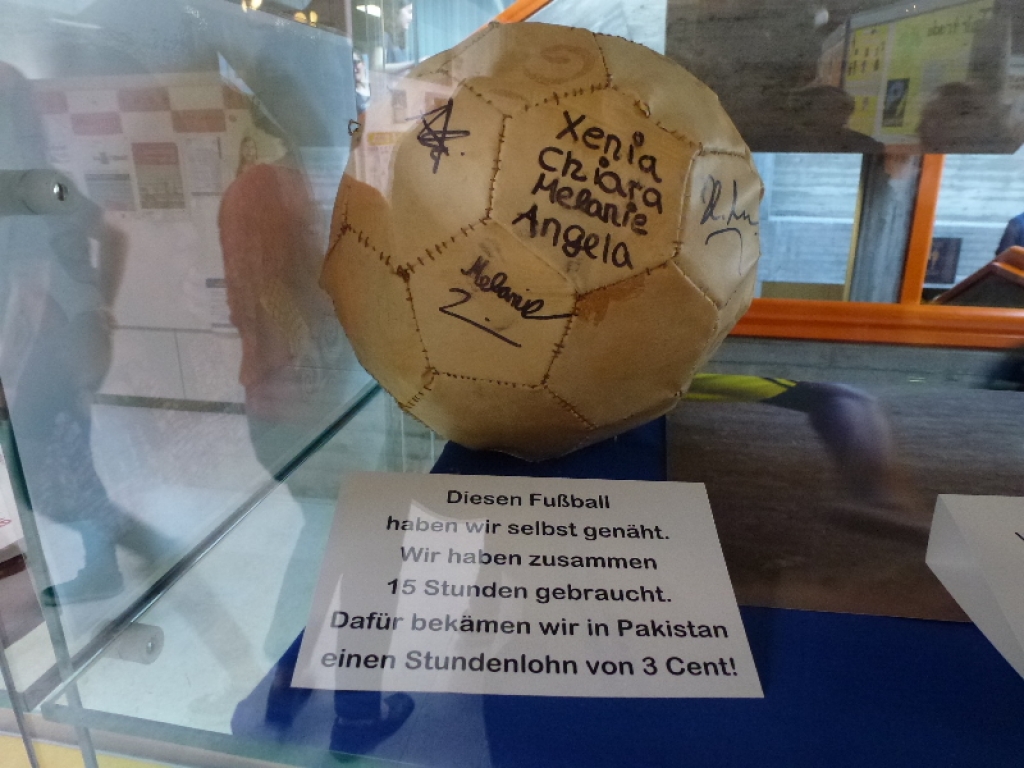 Xenia
Chiara
Melanie
Angela
Melanie
Diesen Fußball
haben wir selbst genäht.
Wir haben zusammen
15 Stunden gebraucht.
Dafür bekämen wir in Pakistan
einen Stundenlohn von 3 Cent!